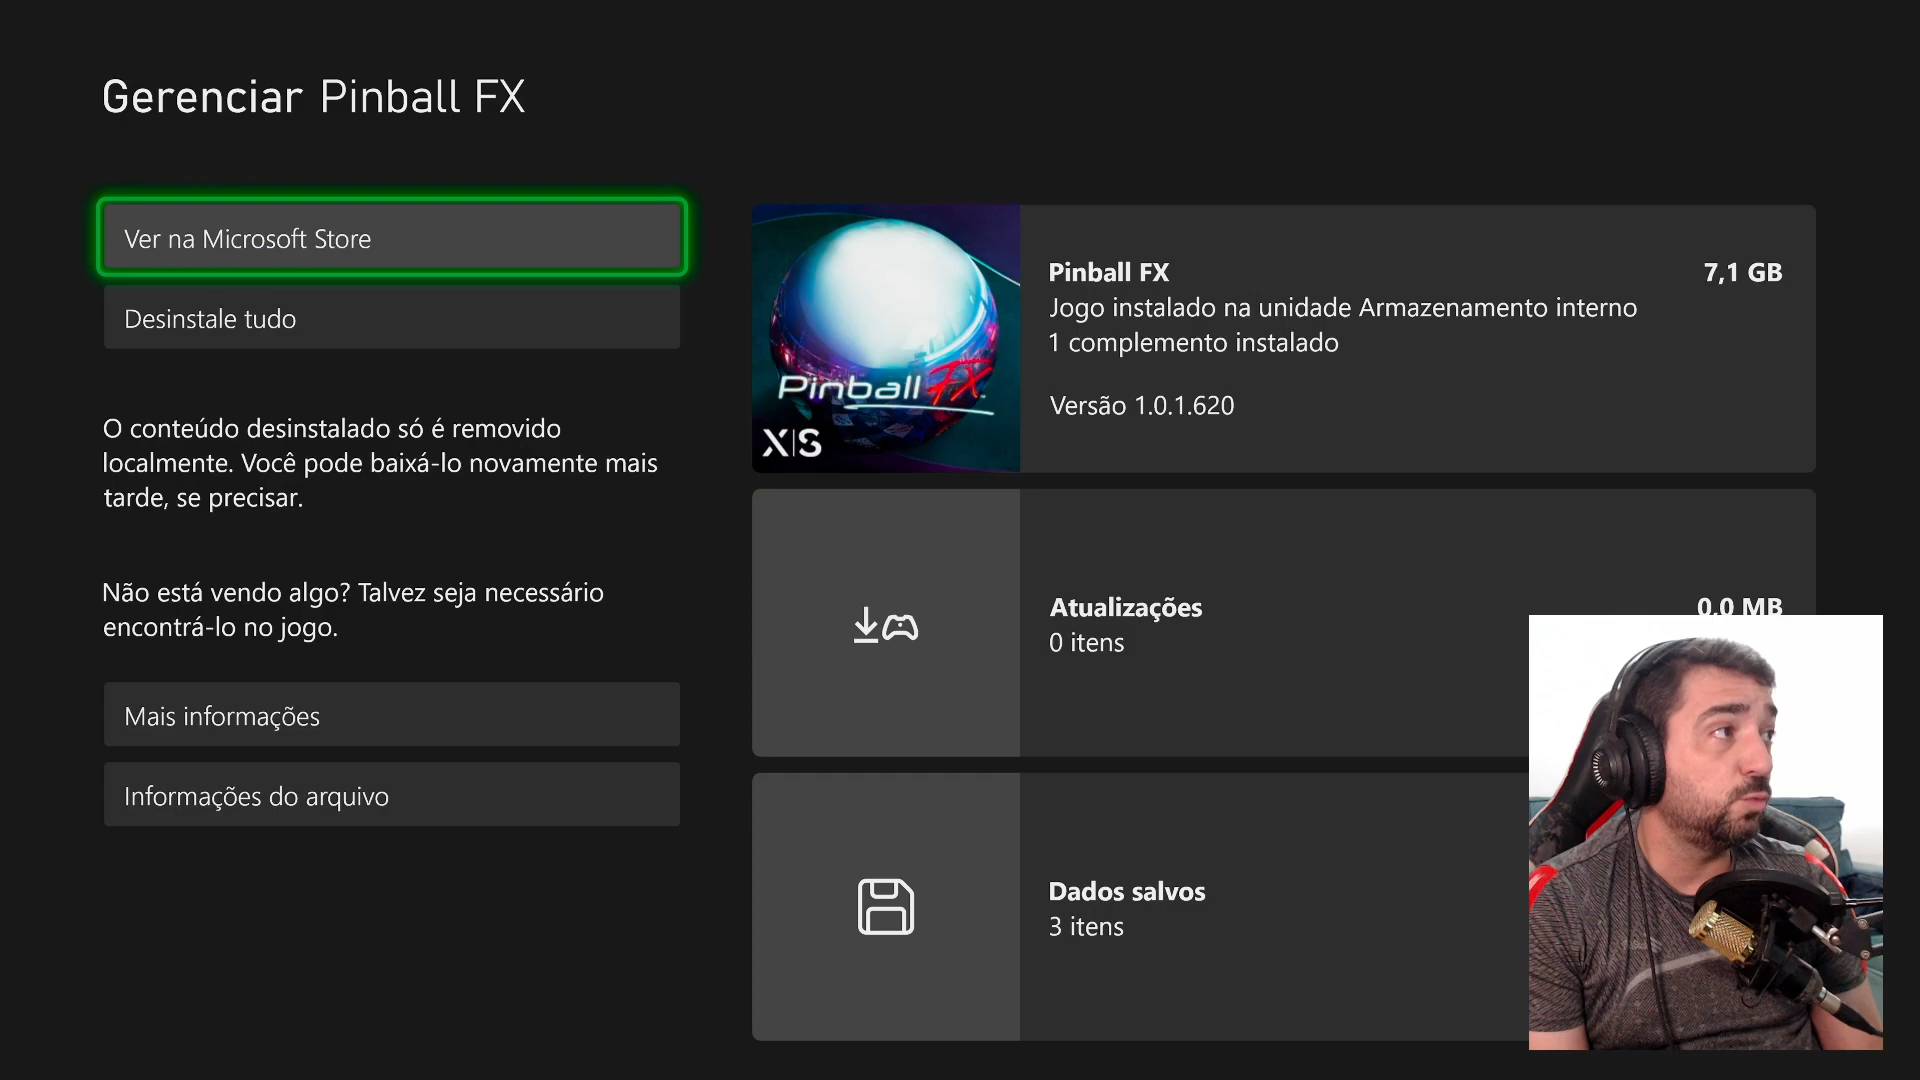 Gerenciar Pinball FX
Ver na Microsoft Store
Desinstale tudo
O conteúdo desinstalado só é removido
localmente. Você pode baixá-lo novamente mais
tarde, se precisar.
Não está vendo algo? Talvez seja necessário
encontrá-lo no jogo.
Mais informações
Informações do arquivo
Pinball FX
X|S
Pinball FX
7,1 GB
Jogo instalado na unidade Armazenamento interno
1 complemento instalado
Versão 1.0.1.620
Atualizações
0,0 MB
0 itens
Dados salvos
3 itens